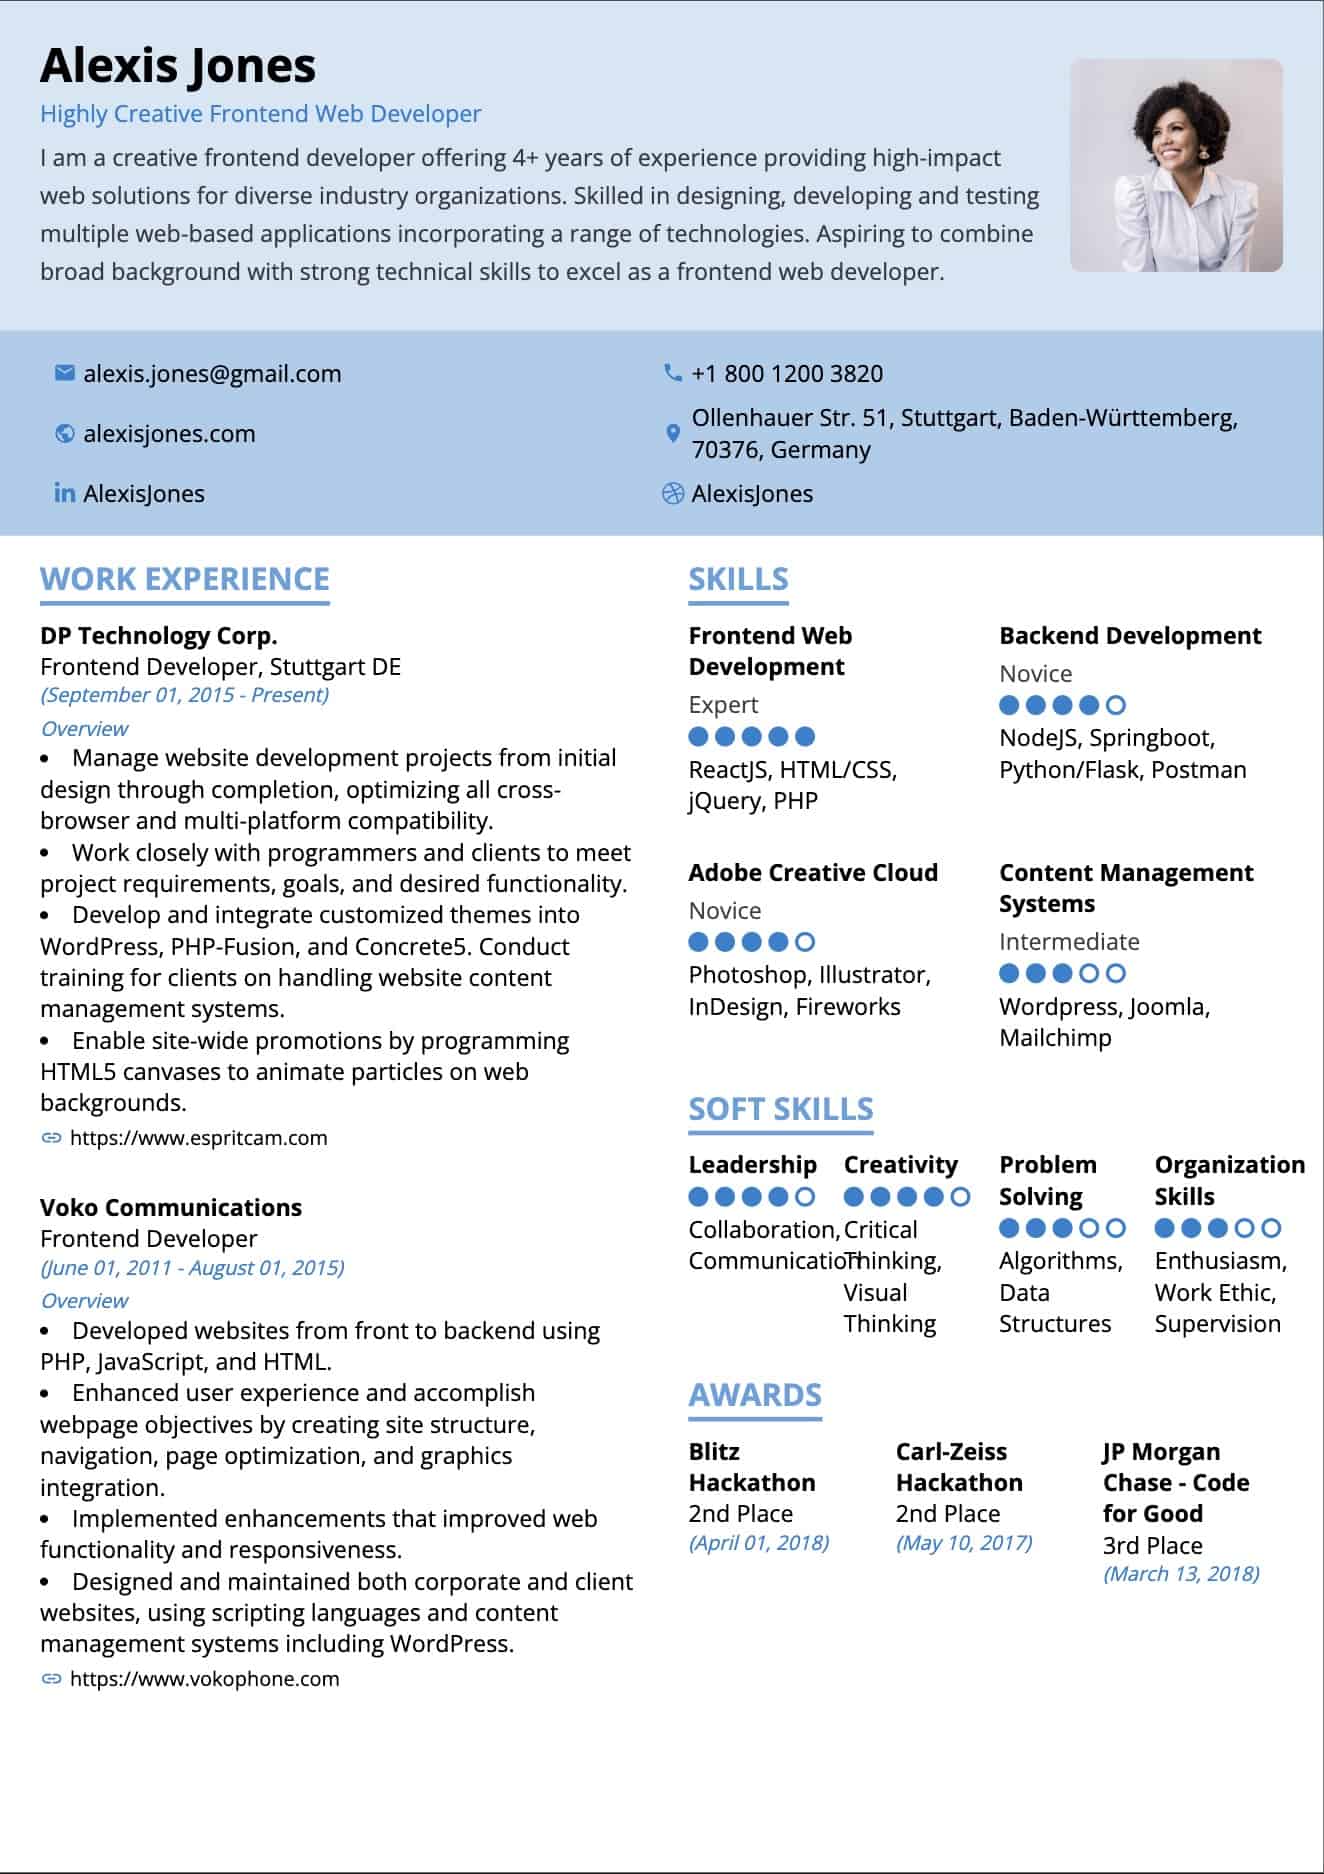 Alexis Jones
Highly Creative Frontend Web Developer
I am a creative frontend developer offering 4+ years of experience providing high-impact
web solutions for diverse industry organizations. Skilled in designing, developing and testing
multiple web-based applications incorporating a range of technologies. Aspiring to combine
broad background with strong technical skills to excel as a frontend web developer.
alexis.jones@gmail.com
+1 800 1200 3820
alexisjones.com
Ollenhauer Str. 51, Stuttgart, Baden-Württemberg,
70376, Germany
in AlexisJones
AlexisJones
WORK EXPERIENCE
DP Technology Corp.
Frontend Developer, Stuttgart DE
(September 01, 2015 - Present)
Overview
• Manage website development projects from initial
design through completion, optimizing all cross-
browser and multi-platform compatibility.
• Work closely with programmers and clients to meet
project requirements, goals, and desired functionality.
• Develop and integrate customized themes into
WordPress, PHP-Fusion, and Concrete5. Conduct
training for clients on handling website content
management systems.
• Enable site-wide promotions by programming
HTML5 canvases to animate particles on web
backgrounds.
https://www.espritcam.com
Voko Communications
Frontend Developer
(June 01, 2011 - August 01, 2015)
Overview
• Developed websites from front to backend using
PHP, JavaScript, and HTML.
• Enhanced user experience and accomplish
webpage objectives by creating site structure,
navigation, page optimization, and graphics
integration.
• Implemented enhancements that improved web
functionality and responsiveness.
• Designed and maintained both corporate and client
websites, using scripting languages and content
management systems including WordPress.
https://www.vokophone.com
SKILLS
Frontend Web
Development
Expert
ReactJS, HTML/CSS,
jQuery, PHP
Backend Development
Novice
NodeJS, Springboot,
Python/Flask, Postman
Adobe Creative Cloud
Novice
Photoshop, Illustrator,
InDesign, Fireworks
Content Management
Systems
Intermediate
Wordpress, Joomla,
Mailchimp
SOFT SKILLS
Leadership
Collaboration,
Communication
Creativity
Critical
Thinking,
Visual
Thinking
Problem
Solving
Algorithms,
Data
Structures
Organization
Skills
Enthusiasm,
Work Ethic,
Supervision
AWARDS
Blitz
Hackathon
2nd Place
(April 01, 2018)
Carl-Zeiss
Hackathon
2nd Place
(May 10, 2017)
JP Morgan
Chase - Code
for Good
3rd Place
(March 13, 2018)